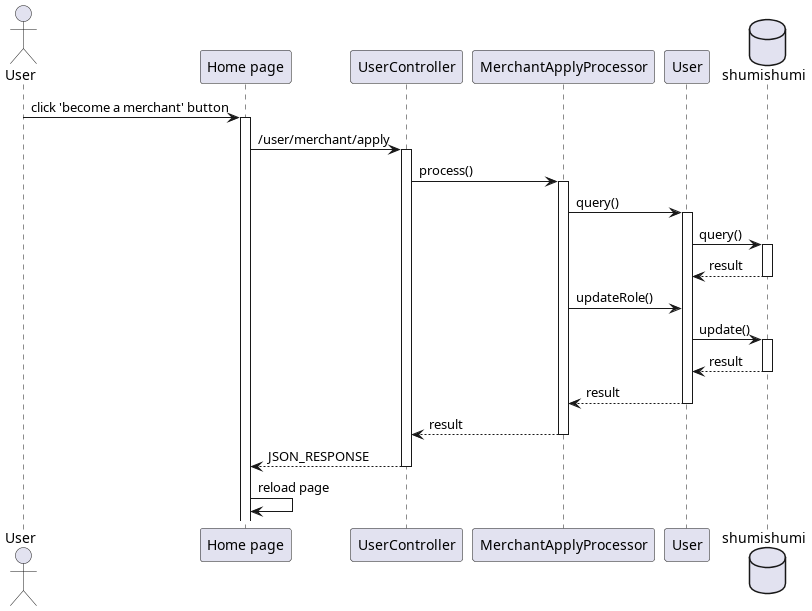 User
Home page
UserController
MerchantApplyProcessor
User
shumishumi
click 'become a merchant' button
/user/merchant/apply
process()
query()
query()
result
updateRole()
update()
result
result
result
JSON_RESPONSE
reload page
User
Home page
UserController
MerchantApplyProcessor
User
shumishumi